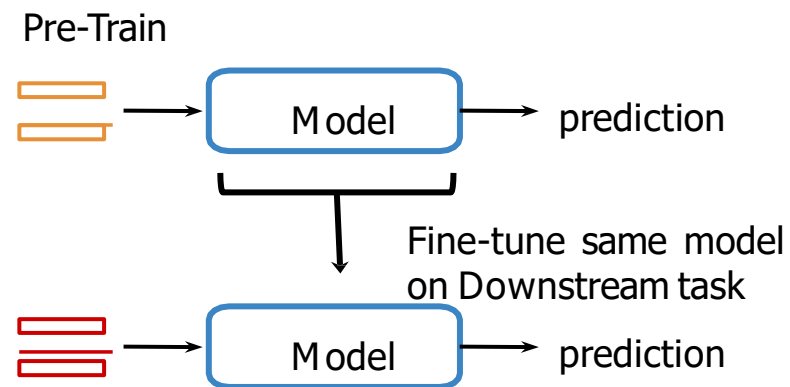 Pre-Train
Model
prediction
Fine-tune same model
on Downstream task
Model
prediction